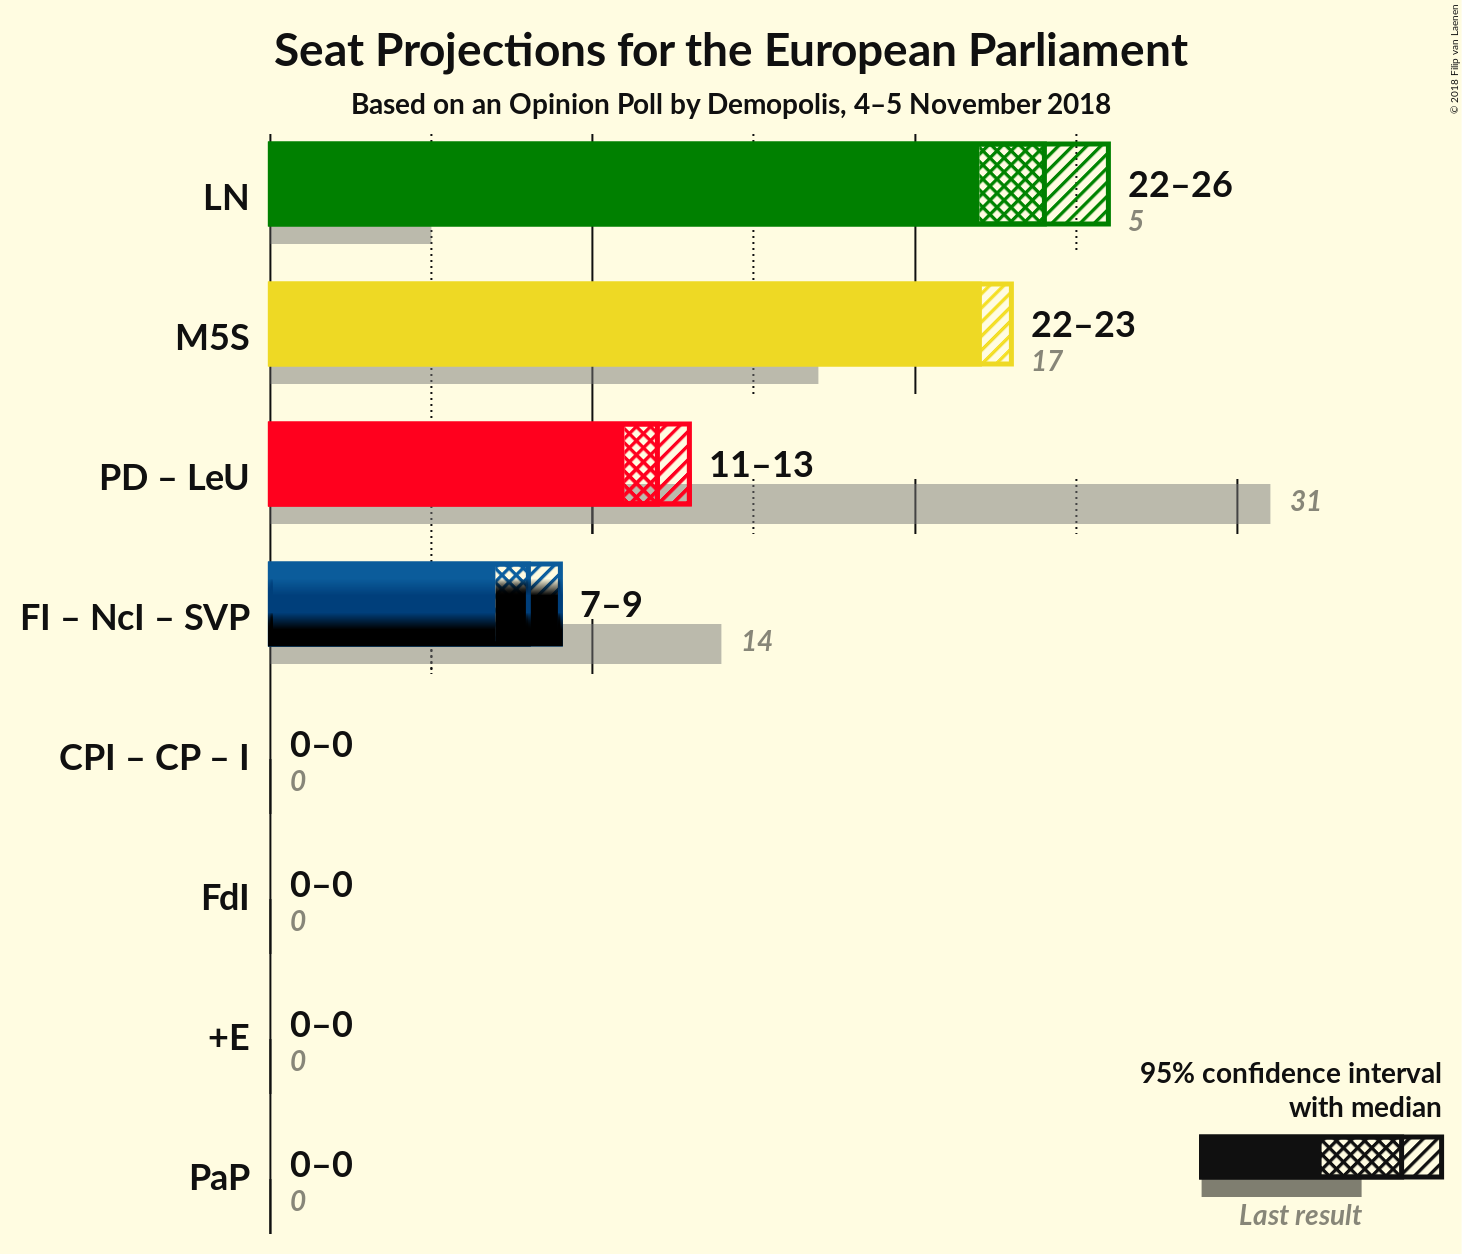 Seat Projections for the European Parliament
Based on an Opinion Poll by Demopolis, 4–5 November 2018
© 2018 Filip van Laenen
LN
22–26
5
M5S
22–23
17
PD – LeU
11–13
31
FI – NcI – SVP
7–9
14
CPI – CP – I
0–0
0
FdI
0–0
0
+E
0–0
0
PaP
0–0
0
95% confidence interval
with median
Last result